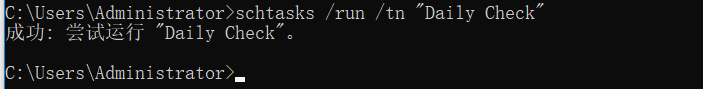 C:\Users\Administrator>schtasks /run /tn "Daily Check"
成功: 尝试运行 "Daily Check"。
C:\Users\Administrator>